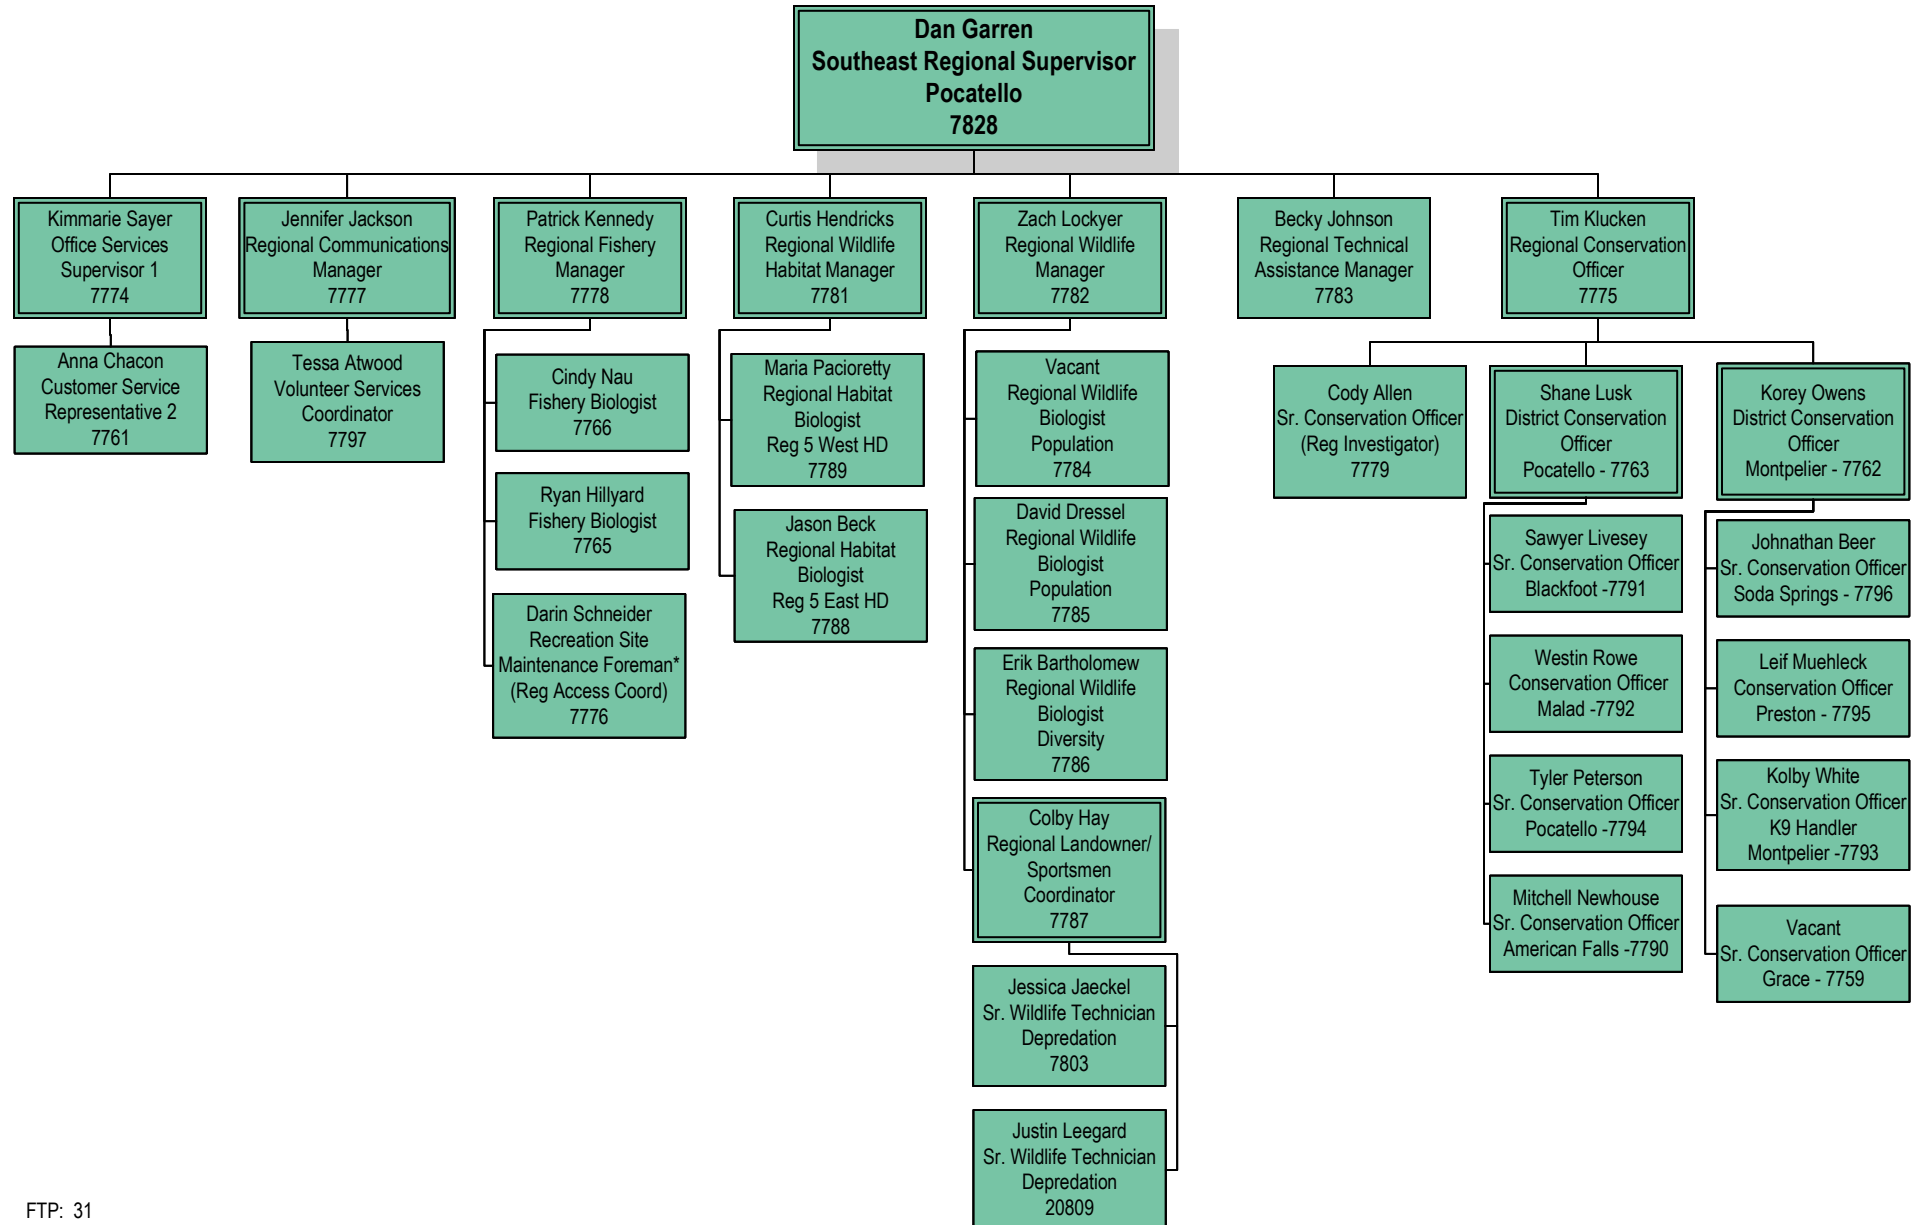 Dan Garren
Southeast Regional Supervisor
Pocatello
7828
Kimmarie Sayer
Office Services
Supervisor 1
7774
Jennifer Jackson
Regional Communications
Manager
7777
Patrick Kennedy
Regional Fishery
Manager
7778
Curtis Hendricks
Regional Wildlife
Habitat Manager
7781
Zach Lockyer
Regional Wildlife
Manager
7782
Becky Johnson
Regional Technical
Assistance Manager
7783
Tim Klucken
Regional Conservation
Officer
7775
Anna Chacon
Customer Service
Representative 2
7761
Tessa Atwood
Volunteer Services
Coordinator
7797
Cindy Nau
Fishery Biologist
7766
Ryan Hillyard
Fishery Biologist
7765
Darin Schneider
Recreation Site
Maintenance Foreman*
(Reg Access Coord)
7776
Maria Pacioretty
Regional Habitat
Biologist
Reg 5 West HD
7789
Jason Beck
Regional Habitat
Biologist
Reg 5 East HD
7788
Vacant
Regional Wildlife
Biologist
Population
7784
David Dressel
Regional Wildlife
Biologist
Population
7785
Erik Bartholomew
Regional Wildlife
Biologist
Diversity
7786
Colby Hay
Regional Landowner/
Sportsmen
Coordinator
7787
Jessica Jaeckel
Sr. Wildlife Technician
Depredation
7803
Justin Leegard
Sr. Wildlife Technician
Depredation
20809
Cody Allen
Sr. Conservation Officer
(Reg Investigator)
7779
Shane Lusk
District Conservation
Officer
Pocatello - 7763
Sawyer Livesey
Sr. Conservation Officer
Blackfoot -7791
Westin Rowe
Conservation Officer
Malad -7792
Tyler Peterson
Sr. Conservation Officer
Pocatello -7794
Mitchell Newhouse
Sr. Conservation Officer
American Falls -7790
Korey Owens
District Conservation
Officer
Montpelier - 7762
Johnathan Beer
Sr. Conservation Officer
Soda Springs - 7796
Leif Muehleck
Conservation Officer
Preston - 7795
Kolby White
Sr. Conservation Officer
K9 Handler
Montpelier -7793
Vacant
Sr. Conservation Officer
Grace - 7759
FTP: 31